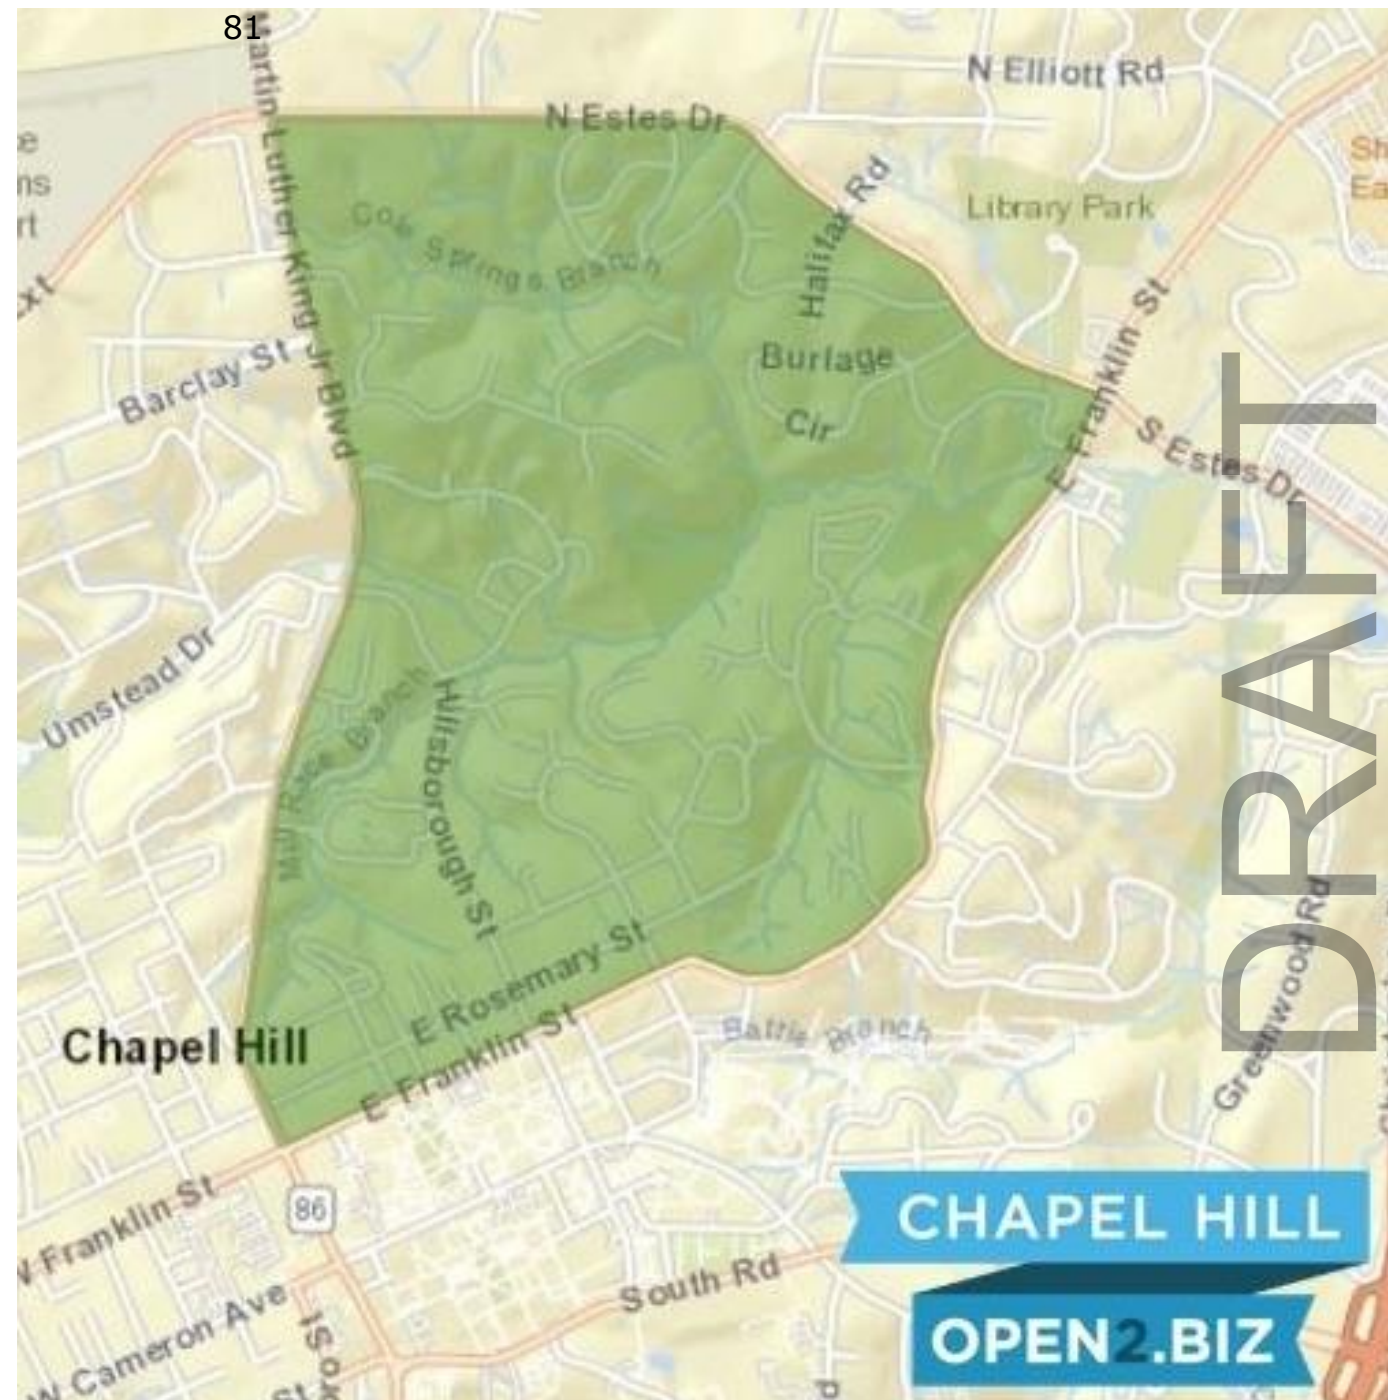 81
Martin Luther King Jr Blvd
N Elliott Rd
N Estes Dr
Halifax Rd
Library Park
Cole Springs Branch
Burlage
Cir
Barclay St
E Franklin St
S Estes Dr
DRAFT
Umstead Dr
Mill Race Branch
Hillsborough St
Greenwood Rd
E Rosemary St
Chapel Hill
E Franklin St
Battle Branch
W Franklin St
86
CHAPEL HILL
South Rd
W Cameron Ave
OPEN2.BIZ